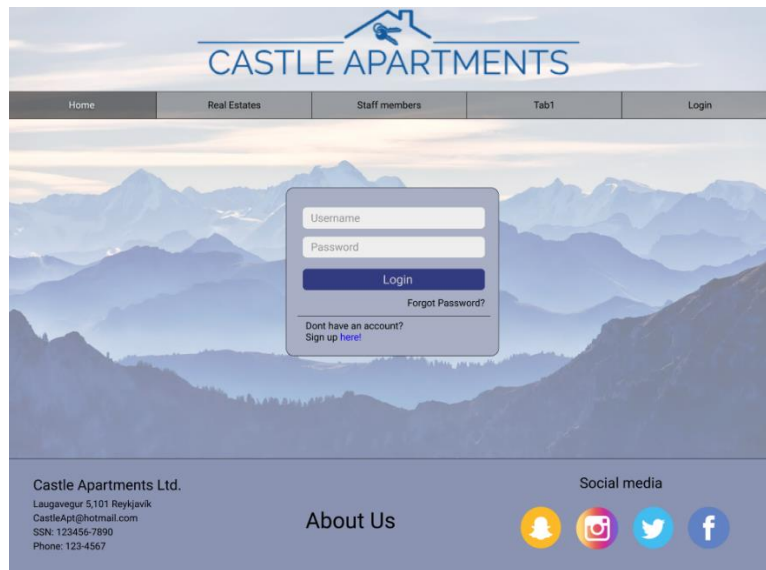 CASTLE APARTMENTS
Home
Real Estates
Staff members
Tab1
Login
Username
Password
Login
Forgot Password?
Dont have an account?
Sign up here!
Castle Apartments Ltd.
Laugavegur 5,101 Reykjavík
CastleApt@hotmail.com
SSN: 123456-7890
Phone: 123-4567
About Us
Social media
f